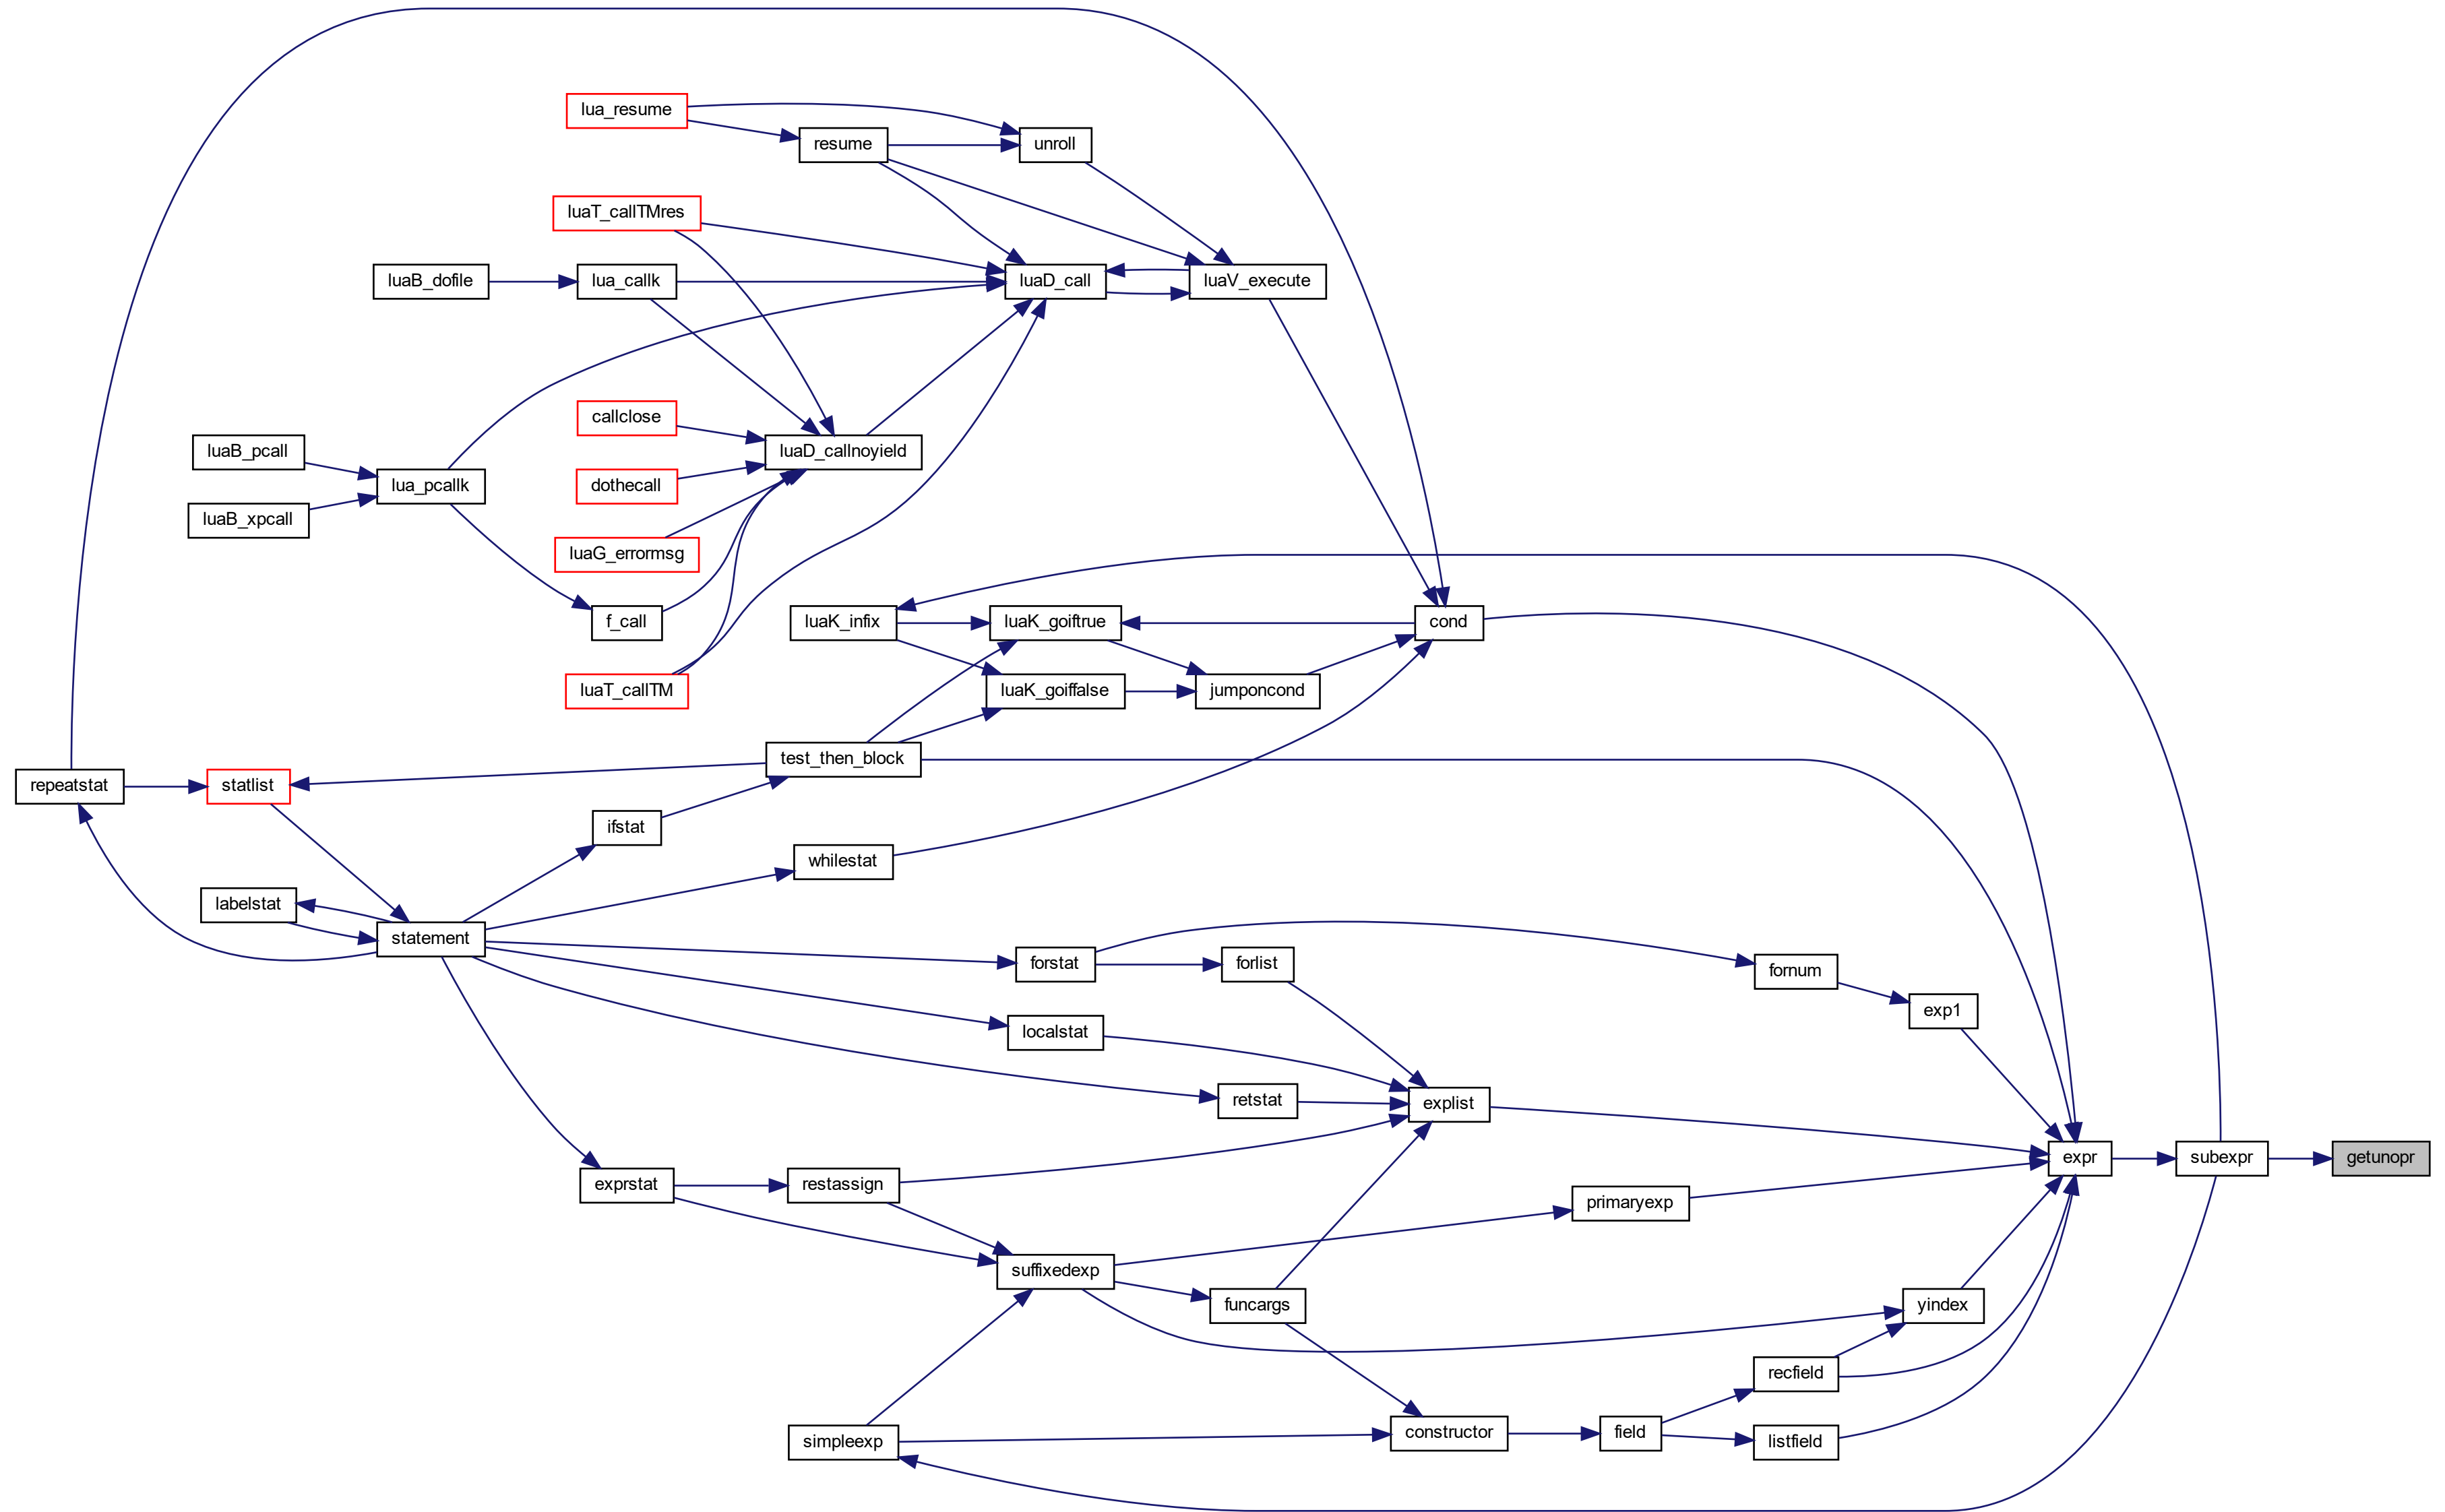 lua_resume
resume
unroll
luaT_callTMres
luaB_dofile
lua_callk
luaD_call
luaV_execute
callclose
luaB_pcall
luaD_callnoyield
lua_pcallk
dothecall
luaB_xpcall
luaG_errormsg
f_call
luaK_infix
luaK_goiftrue
cond
luaT_callTM
luaK_goiffalse
jumponcond
test_then_block
repeatstat
statlist
ifstat
whilestat
labelstat
statement
forstat
forlist
fornum
exp1
localstat
retstat
explist
expr
subexpr
getunopr
exprstat
restassign
primaryexp
suffixedexp
funcargs
yindex
recfield
simpleexp
constructor
field
listfield